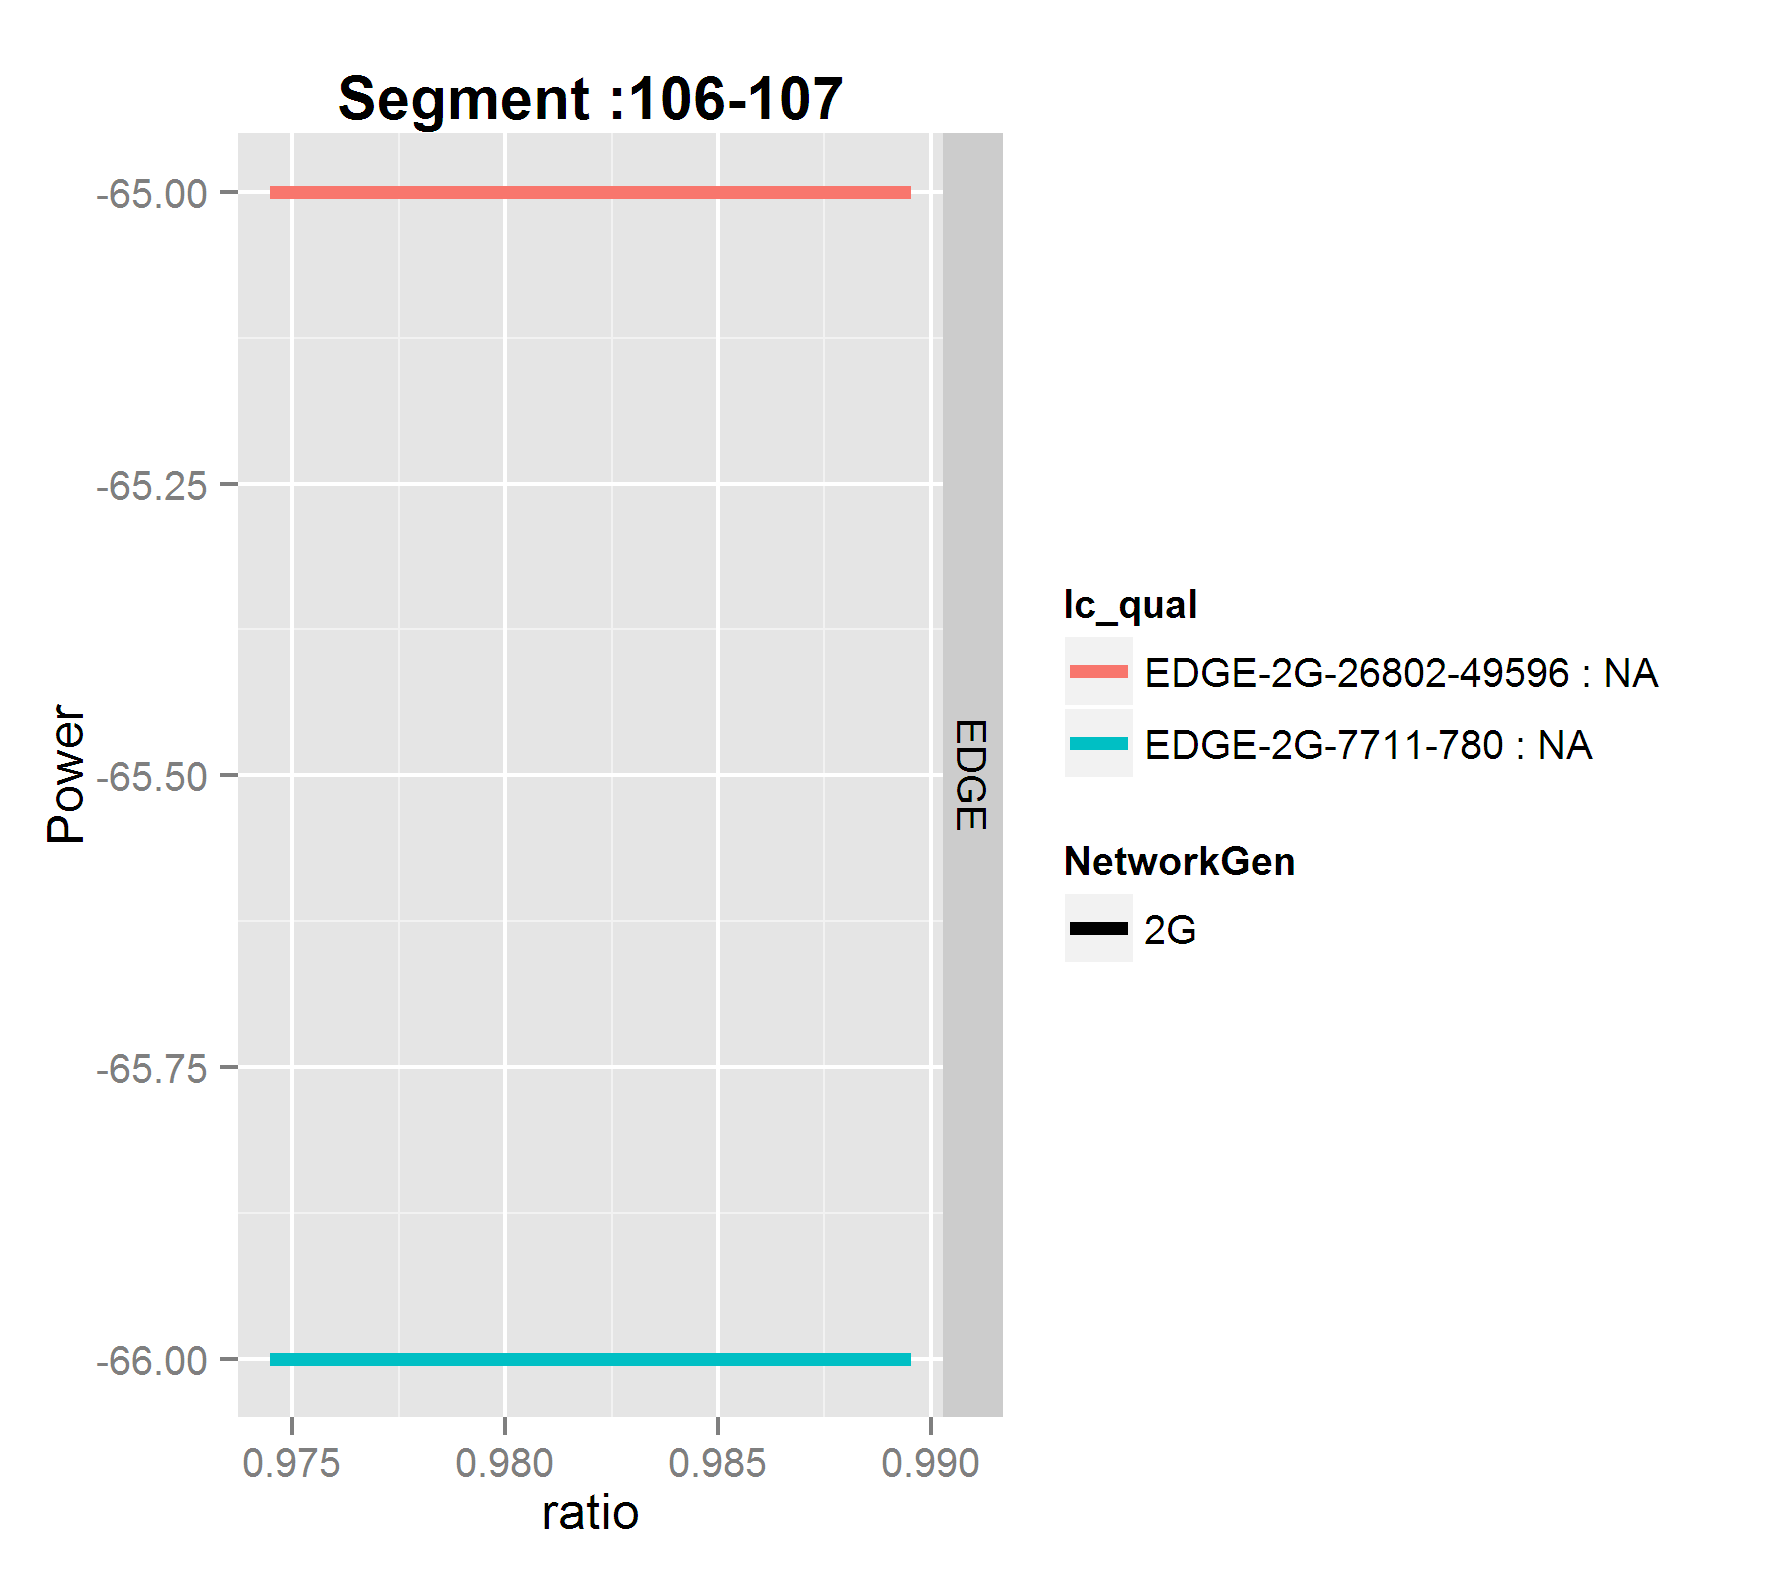 Segment :106-107
-65.00
-65.25
-65.50
-65.75
-66.00
Power
0.975 0.980 0.985 0.990
ratio
EDGE
lc_qual
EDGE-2G-26802-49596 : NA
EDGE-2G-7711-780 : NA
NetworkGen
2G